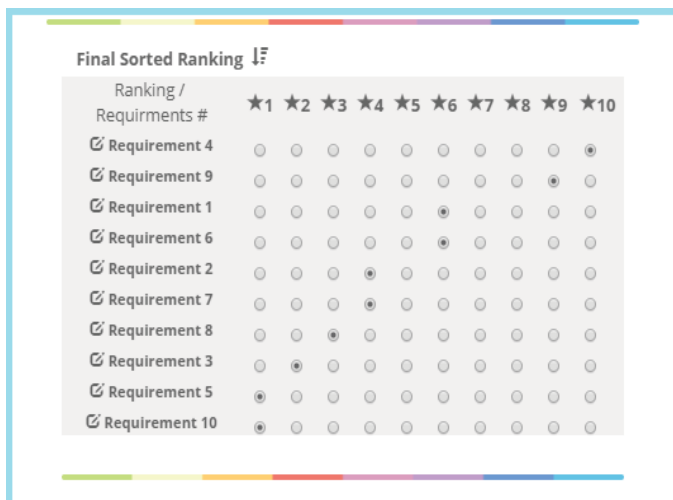 Final Sorted Ranking
Ranking /
Requirments #
★1 ★2 ★3 ★4 ★5 ★6 ★7 ★8 ★9 ★10
Requirement 4
Requirement 9
Requirement 1
Requirement 6
Requirement 2
Requirement 7
Requirement 8
Requirement 3
Requirement 5
Requirement 10